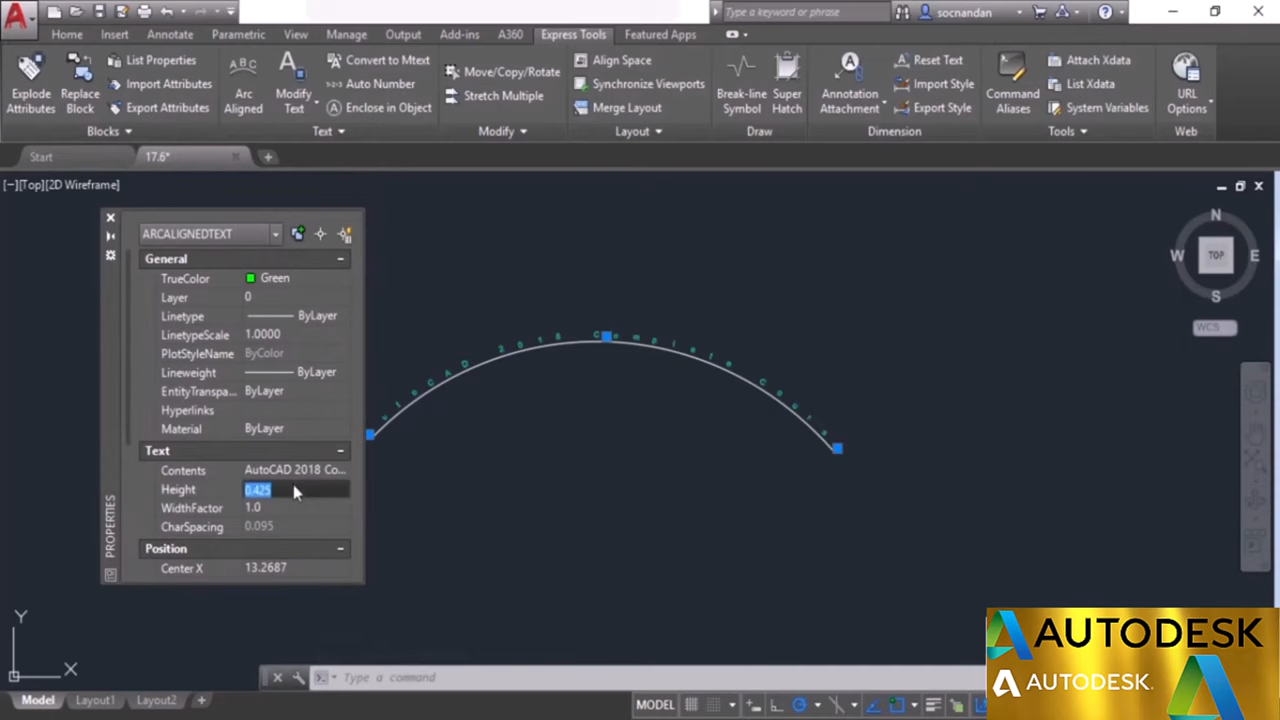 A
Type a keyword or phrase
socnandan
Home Insert Annotate Parametric View Manage Output Add-ins A360 Express Tools Featured Apps
Explode Attributes
Replace Block
List Properties
Import Attributes
Export Attributes
Blocks
ABC
Arc Aligned
Modify Text
Convert to Mtext
Auto Number
Enclose in Object
Text
Move/Copy/Rotate
Stretch Multiple
Modify
Align Space
Synchronize Viewports
Merge Layout
Layout
Break-line Symbol
Super Hatch
Draw
Annotation Attachment
Reset Text
Import Style
Export Style
Dimension
Command Aliases
Attach Xdata
List Xdata
System Variables
Tools
URL Options
Web
Start 17.6*
[−][Top][2D Wireframe]
ARCALIGNEDTEXT
General
TrueColor Green
Layer 0
Linetype ByLayer
LinetypeScale 1.0000
PlotStyleName ByColor
Lineweight ByLayer
EntityTranspa... ByLayer
Hyperlinks
Material ByLayer
Text
Contents AutoCAD 2018 Co...
Height 0.425
WidthFactor 1.0
CharSpacing 0.095
Position
Center X 13.2687
PROPERTIES
utoCAD 2018 Complete Course
N
W TOP E
S
WCS
Y
X
Type a command
Model Layout1 Layout2 +
MODEL
AUTODESK
AUTODESK.